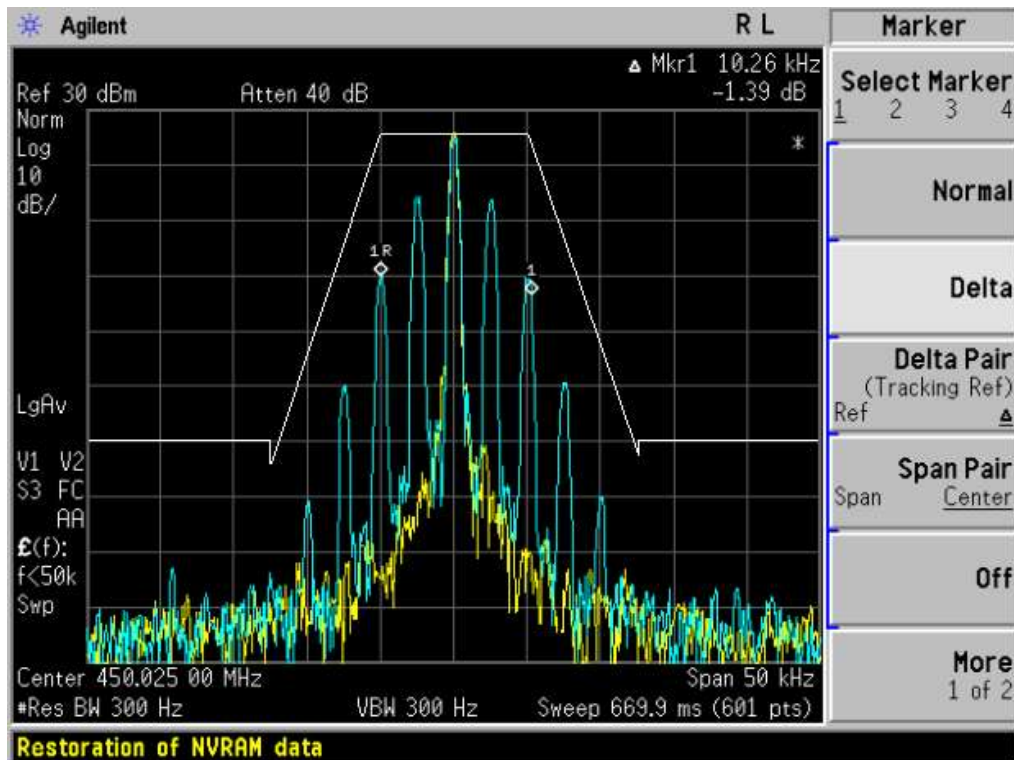 Agilent
R L
Marker
Δ Mkr1 10.26 kHz
Ref 30 dBm Atten 40 dB -1.39 dB
Norm
Log
10
dB/
*
1R
1
LgAv
V1 V2
S3 FC
AA
£(f):
f<50k
Swp
Center 450.025 00 MHz Span 50 kHz
#Res BW 300 Hz VBW 300 Hz Sweep 669.9 ms (601 pts)
Restoration of NVRAM data
Select Marker
1 2 3 4
Normal
Delta
Delta Pair
(Tracking Ref)
Ref Δ
Span Pair
Span Center
Off
More
1 of 2